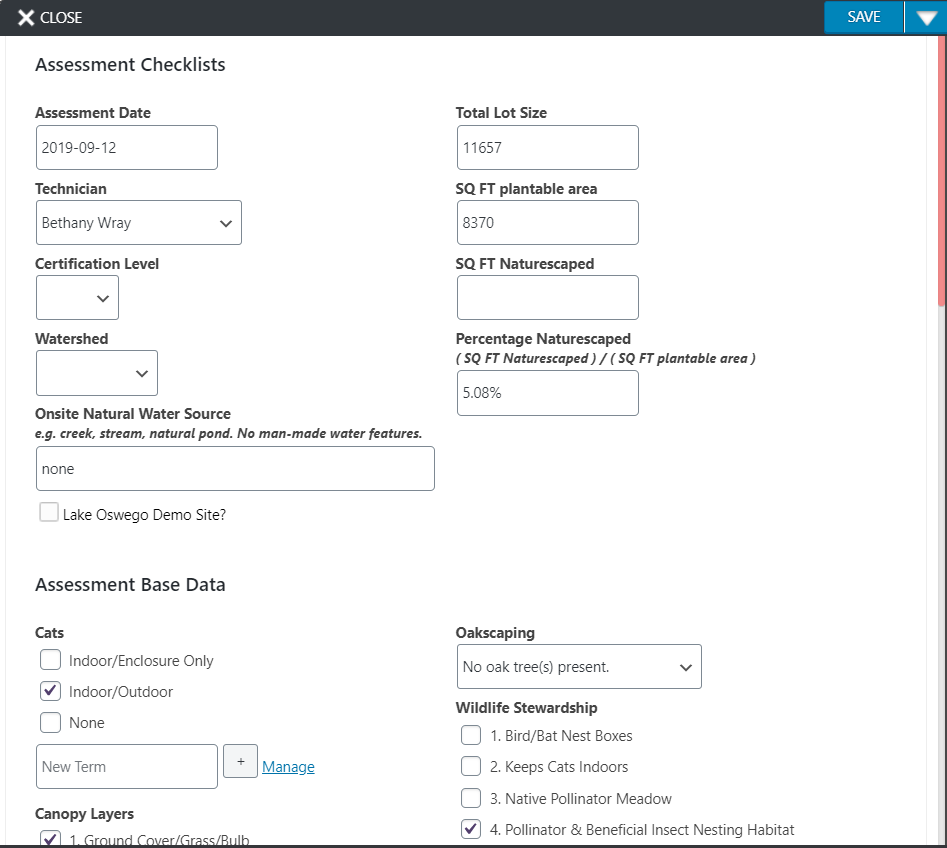 CLOSE
SAVE
Assessment Checklists
Assessment Date
2019-09-12
Technician
Bethany Wray
Certification Level
Watershed
Onsite Natural Water Source
e.g. creek, stream, natural pond. No man-made water features.
none
Lake Oswego Demo Site?
Total Lot Size
11657
SQ FT plantable area
8370
SQ FT Naturescaped
Percentage Naturescaped
( SQ FT Naturescaped ) / ( SQ FT plantable area )
5.08%
Assessment Base Data
Cats
Indoor/Enclosure Only
Indoor/Outdoor
None
New Term
+
Manage
Canopy Layers
1. Ground Cover/Grass/Bulb
Oakscaping
No oak tree(s) present.
Wildlife Stewardship
1. Bird/Bat Nest Boxes
2. Keeps Cats Indoors
3. Native Pollinator Meadow
4. Pollinator & Beneficial Insect Nesting Habitat